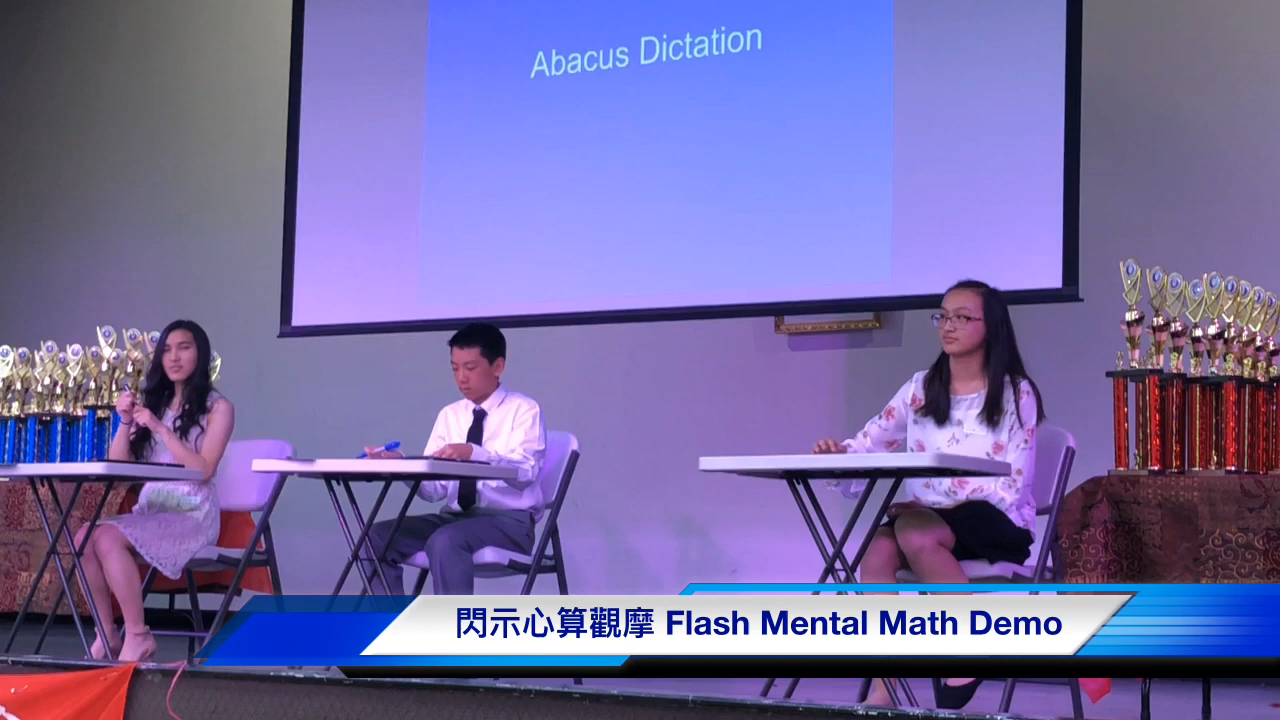 Abacus Dictation
閃示心算觀摩 Flash Mental Math Demo